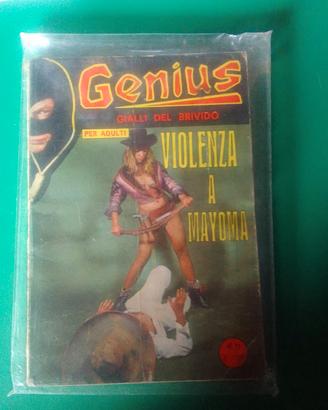 Genius
GIALLI DEL BRIVIDO
PER ADULTI
VIOLENZA
A
MAYOMA